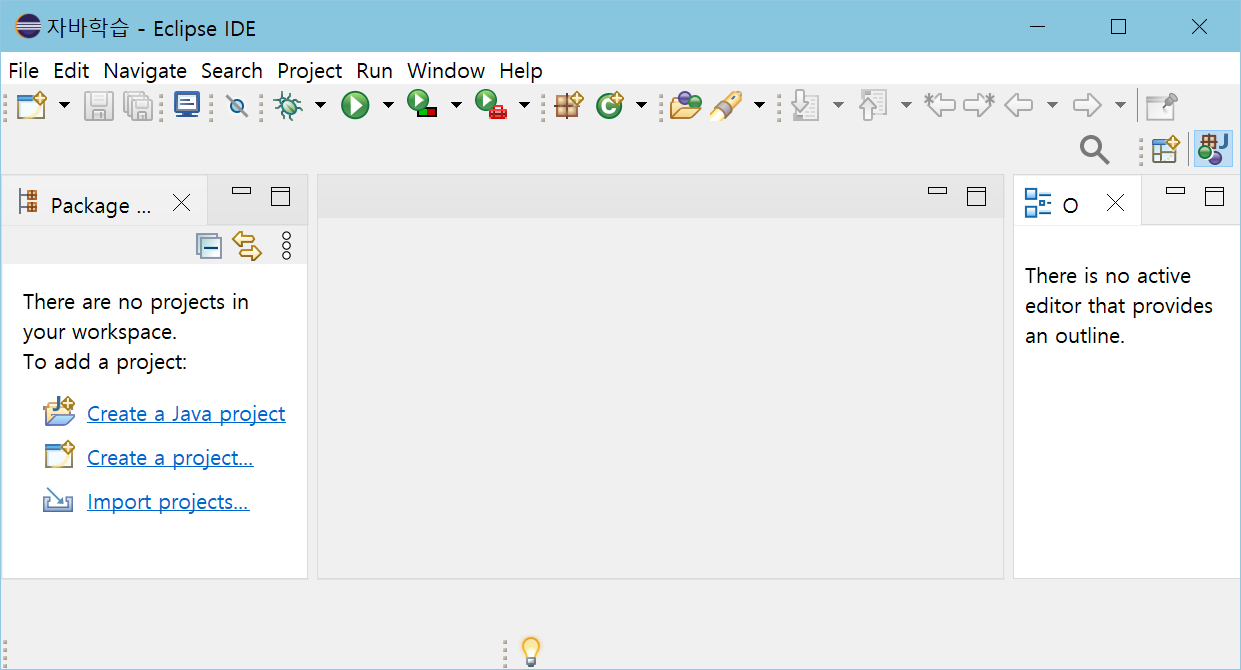 자바학습 - Eclipse IDE
File Edit Navigate Search Project Run Window Help
Package ...
O
There are no projects in
your workspace.
To add a project:
Create a Java project
Create a project...
Import projects...
There is no active
editor that provides
an outline.